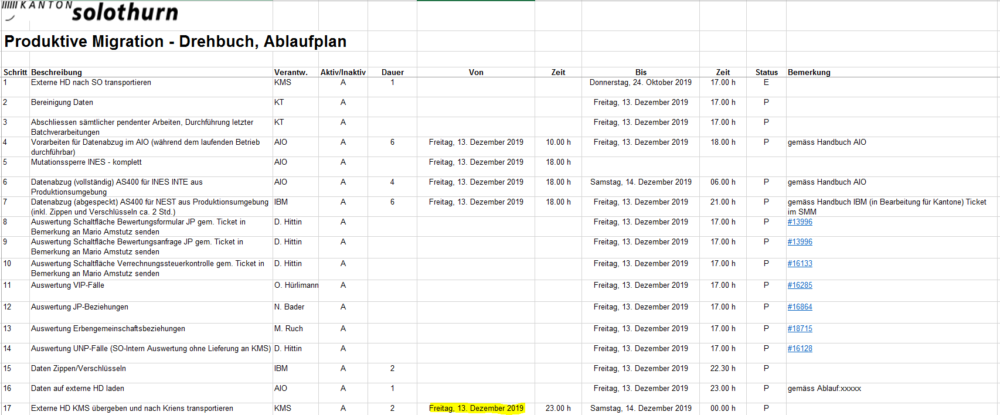 KANTON
solothurn
Produktive Migration - Drehbuch, Ablaufplan
Schritt Beschreibung Verantw. Aktiv/Inaktiv Dauer Von Zeit Bis Zeit Status Bemerkung
1 Externe HD nach SO transportieren KMS A 1 Donnerstag, 24. Oktober 2019 17.00 h E
2 Bereinigung Daten KT A Freitag, 13. Dezember 2019 17.00 h P
3 Abschliessen sämtlicher pendenter Arbeiten, Durchführung letzter KT A Freitag, 13. Dezember 2019 17.00 h P
Batchverarbeitungen
4 Vorarbeiten für Datenabzug im AIO (während dem laufenden Betrieb AIO A 6 Freitag, 13. Dezember 2019 10.00 h Freitag, 13. Dezember 2019 18.00 h P gemäss Handbuch AIO
durchführbar)
5 Mutationssperre INES - komplett AIO A Freitag, 13. Dezember 2019 18.00 h
6 Datenabzug (vollständig) AS400 für INES INTE aus AIO A 4 Freitag, 13. Dezember 2019 18.00 h Samstag, 14. Dezember 2019 06.00 h P gemäss Handbuch AIO
Produktionsumgebung
7 Datenabzug (abgespeckt) AS400 für NEST aus Produktionsumgebung IBM A 6 Freitag, 13. Dezember 2019 18.00 h Freitag, 13. Dezember 2019 21.00 h P gemäss Handbuch IBM (in Bearbeitung für Kantone) Ticket
(inkl. Zippen und Verschlüsseln ca. 2 Std.) im SMM
8 Auswertung Schaltfläche Bewertungsformular JP gem. Ticket in D. Hittin A Freitag, 13. Dezember 2019 17.00 h P #13996
Bemerkung an Mario Amstutz senden
9 Auswertung Schaltfläche Bewertungsanfrage JP gem. Ticket in D. Hittin A Freitag, 13. Dezember 2019 17.00 h P #13996
Bemerkung an Mario Amstutz senden
10 Auswertung Schaltfläche Verrechnungssteuerkontrolle gem. Ticket in D. Hittin A Freitag, 13. Dezember 2019 17.00 h P #16133
Bemerkung an Mario Amstutz senden
11 Auswertung VIP-Fälle O. Hürlimann A Freitag, 13. Dezember 2019 17.00 h P #16285
12 Auswertung JP-Beziehungen N. Bader A Freitag, 13. Dezember 2019 17.00 h P #16864
13 Auswertung Erbengemeinschaftsbeziehungen M. Ruch A Freitag, 13. Dezember 2019 17.00 h P #18715
14 Auswertung UNP-Fälle (SO-Intern Auswertung ohne Lieferung an KMS) D. Hittin A Freitag, 13. Dezember 2019 17.00 h P #16128
15 Daten Zippen/Verschlüsseln IBM A 2 Freitag, 13. Dezember 2019 22.30 h P
16 Daten auf externe HD laden AIO A 1 Freitag, 13. Dezember 2019 23.00 h P gemäss Ablauf:xxxxx
17 Externe HD KMS übergeben und nach Kriens transportieren KMS A 2 Freitag, 13. Dezember 2019 23.00 h Samstag, 14. Dezember 2019 00.00 h P